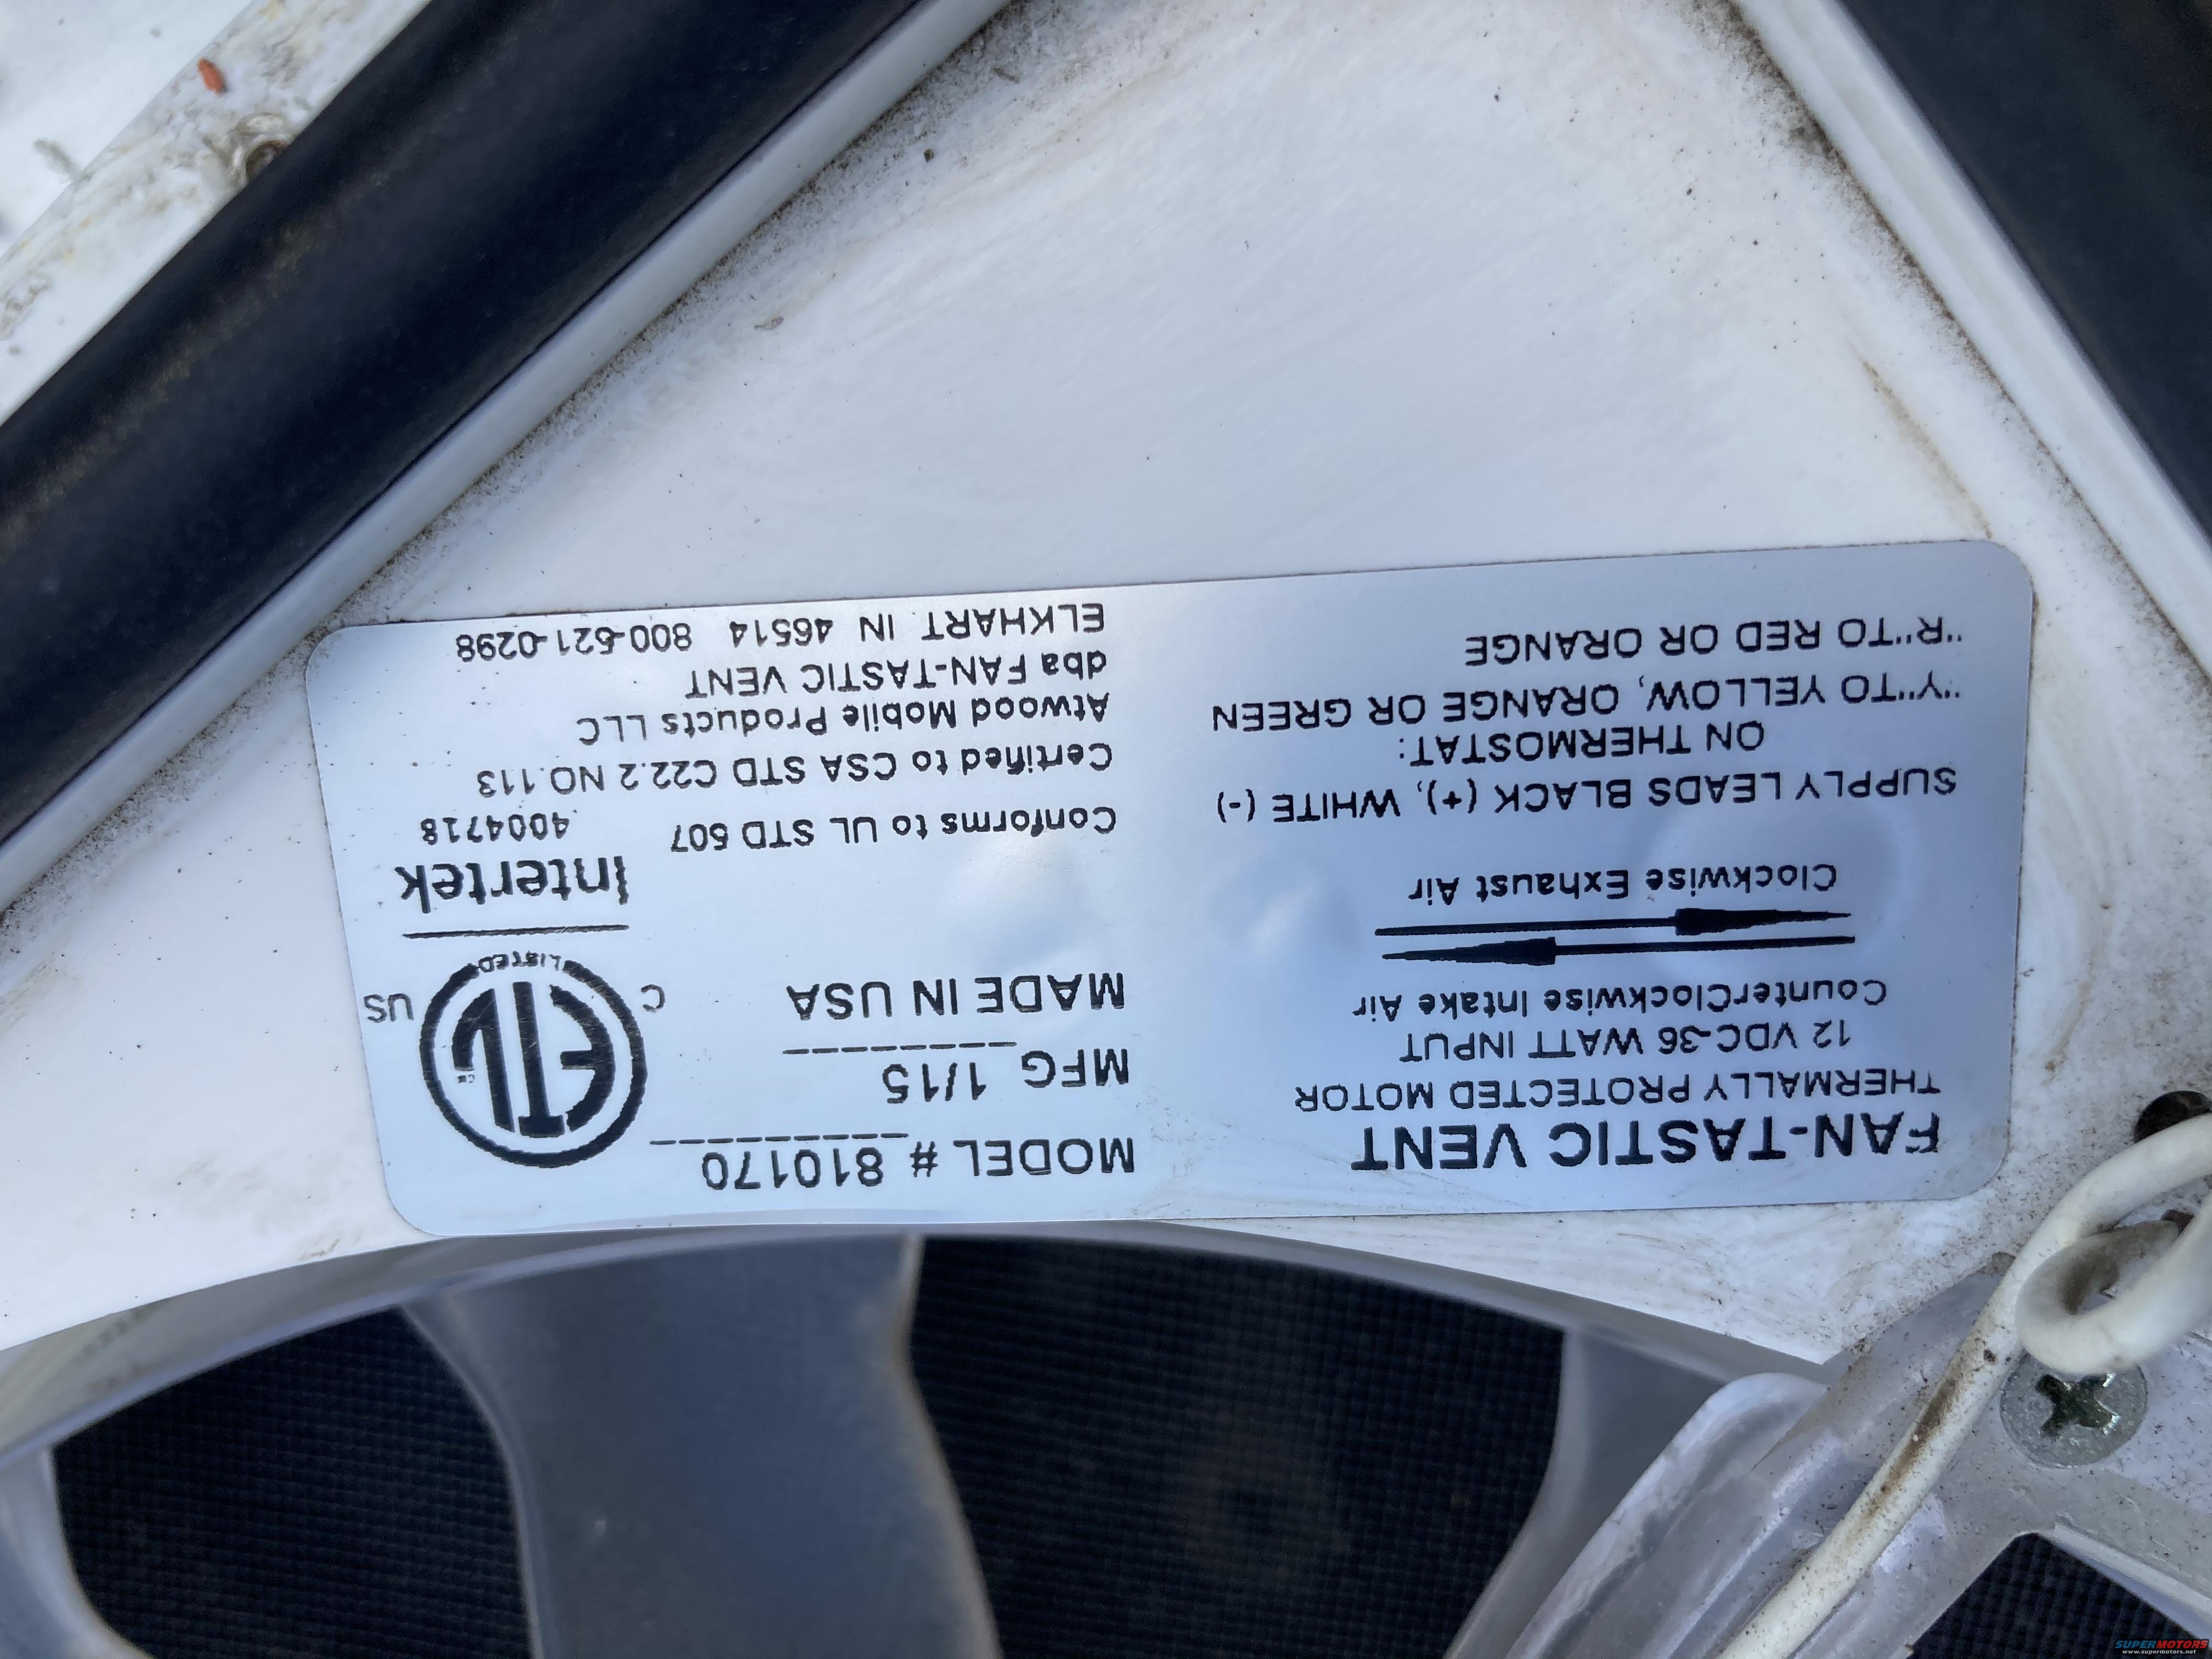 FAN-TASTIC VENT
THERMALLY PROTECTED MOTOR
12 VDC-36 WATT INPUT
CounterClockwise Intake Air
Clockwise Exhaust Air
SUPPLY LEADS BLACK (+), WHITE (-)
ON THERMOSTAT:
"Y"TO YELLOW, ORANGE OR GREEN
"R"TO RED OR ORANGE
MODEL # 810170
MFG 1/15
MADE IN USA
ETL
LISTED
C US
CM
Intertek
4004718
Conforms to UL STD 507
Certified to CSA STD C22.2 NO.113
Atwood Mobile Products LLC
dba FAN-TASTIC VENT
ELKHART IN 46514 800-521-0298
SUPERMOTORS
www.supermotors.net